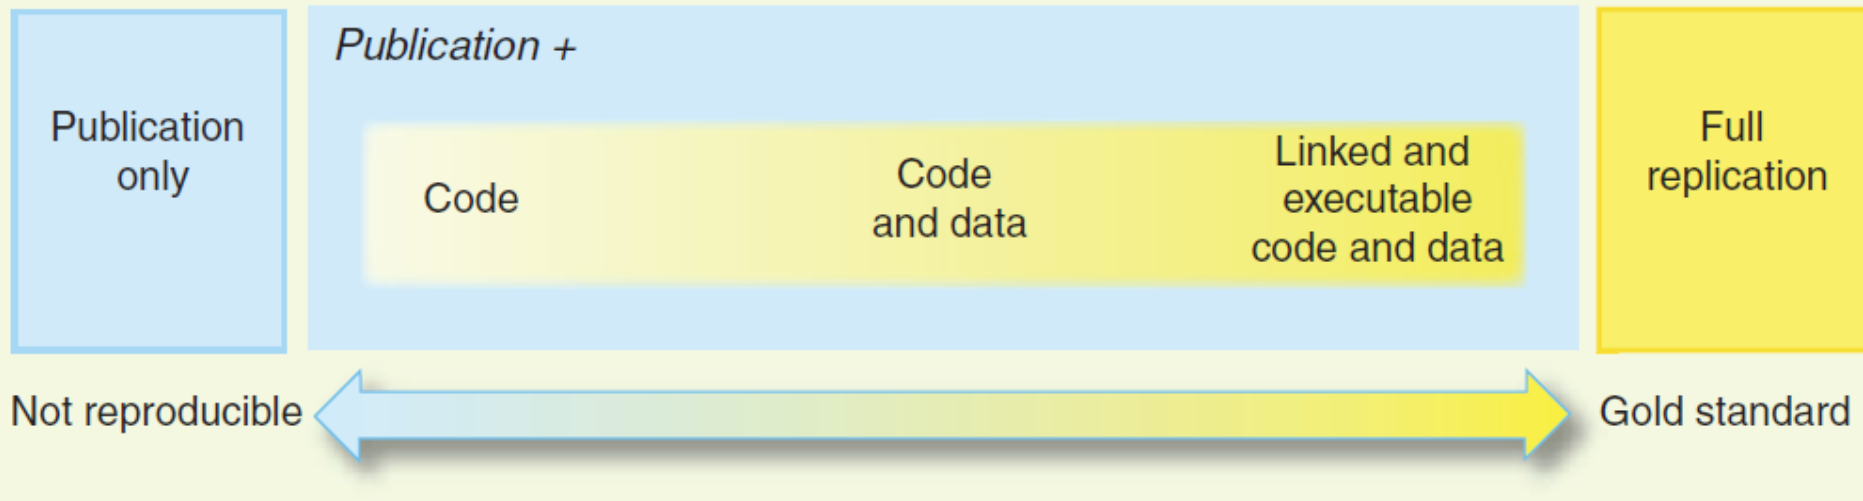 Publication
only
Publication +
Code
Code
and data
Linked and
executable
code and data
Full
replication
Not reproducible
Gold standard